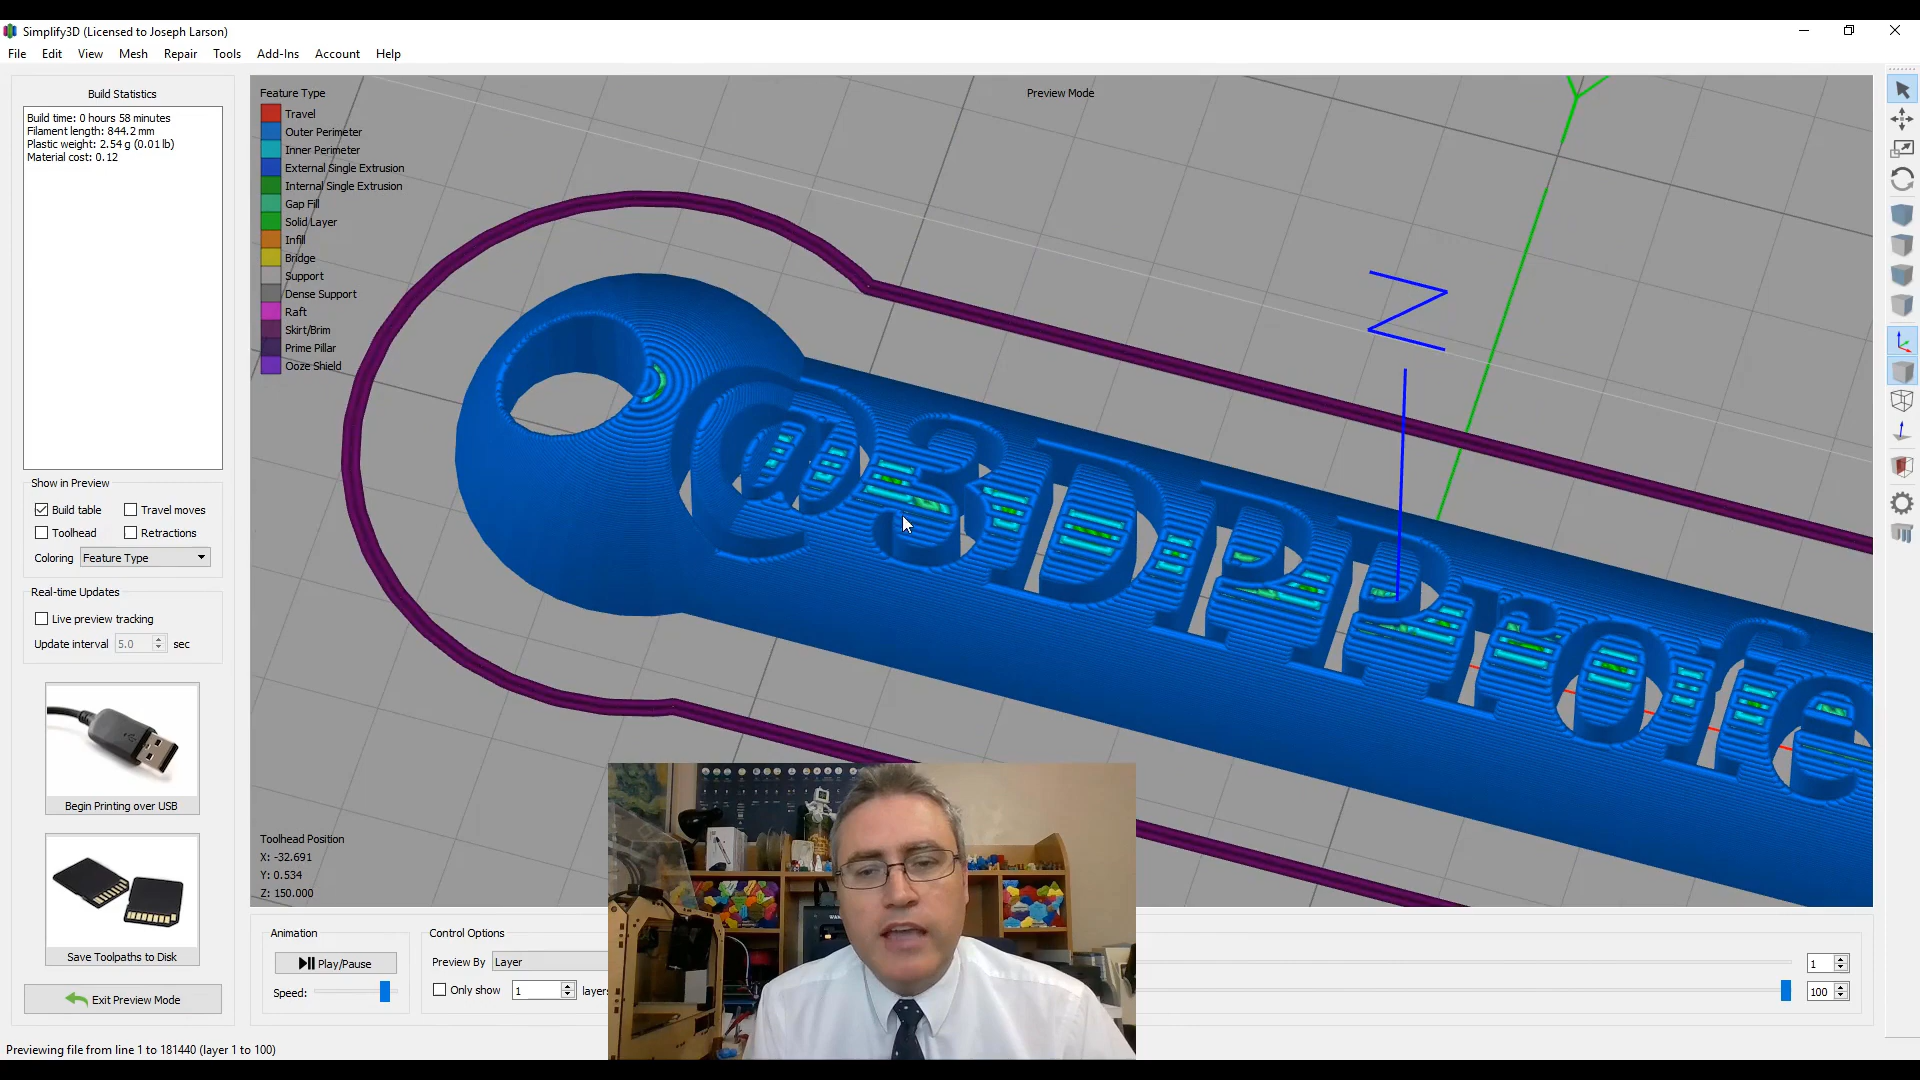 Simplify3D (Licensed to Joseph Larson)
File Edit View Mesh Repair Tools Add-Ins Account Help
Build Statistics
Build time: 0 hours 58 minutes
Filament length: 844.2 mm
Plastic weight: 2.54 g (0.01 lb)
Material cost: 0.12
Show in Preview
Build table
Travel moves
Toolhead
Retractions
Coloring Feature Type
Real-time Updates
Live preview tracking
Update interval 5.0 sec
Begin Printing over USB
Save Toolpaths to Disk
Exit Preview Mode
Feature Type
Travel
Outer Perimeter
Inner Perimeter
External Single Extrusion
Internal Single Extrusion
Gap Fill
Solid Layer
Infill
Bridge
Support
Dense Support
Raft
Skirt/Brim
Prime Pillar
Ooze Shield
Preview Mode
Y
Z
@3DPProfe
Toolhead Position
X: -32.691
Y: 0.534
Z: 150.000
Animation
Play/Pause
Speed:
Control Options
Preview By Layer
Only show 1 layers
1
100
Previewing file from line 1 to 181440 (layer 1 to 100)